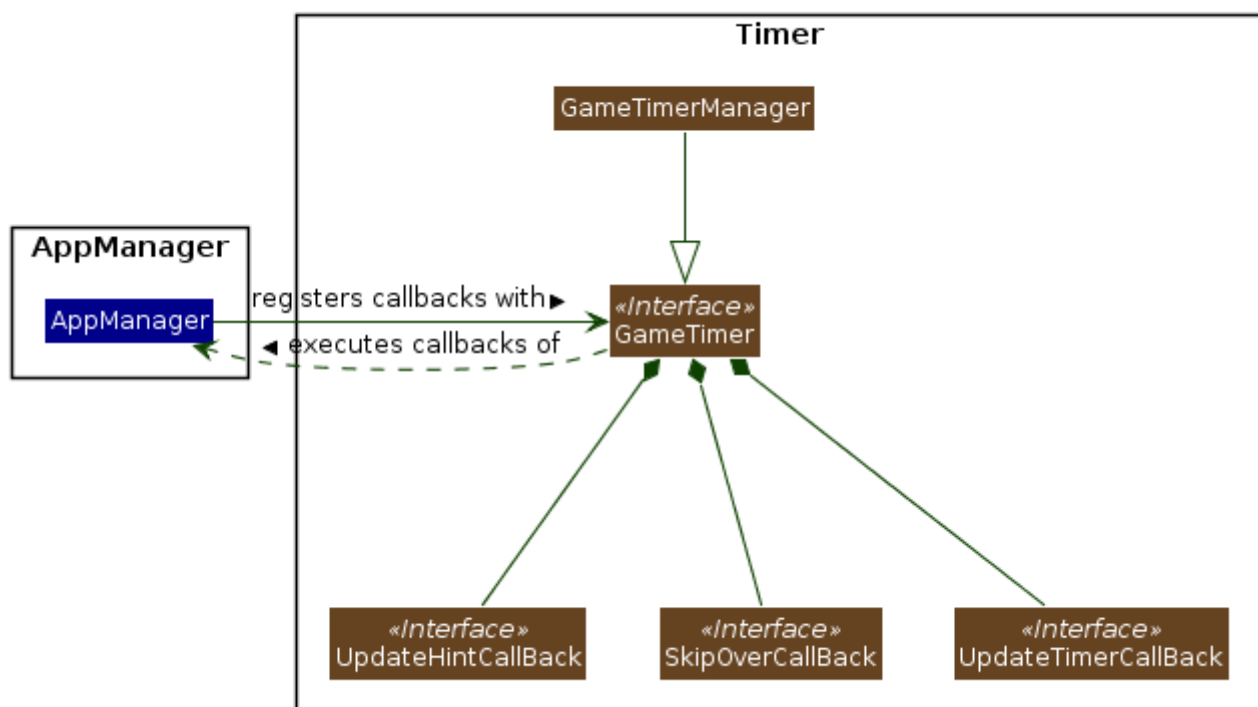 Timer
GameTimerManager
AppManager
AppManager
registers callbacks with ▶
◀ executes callbacks of
«Interface»
GameTimer
«Interface»
UpdateHintCallBack
«Interface»
SkipOverCallBack
«Interface»
UpdateTimerCallBack